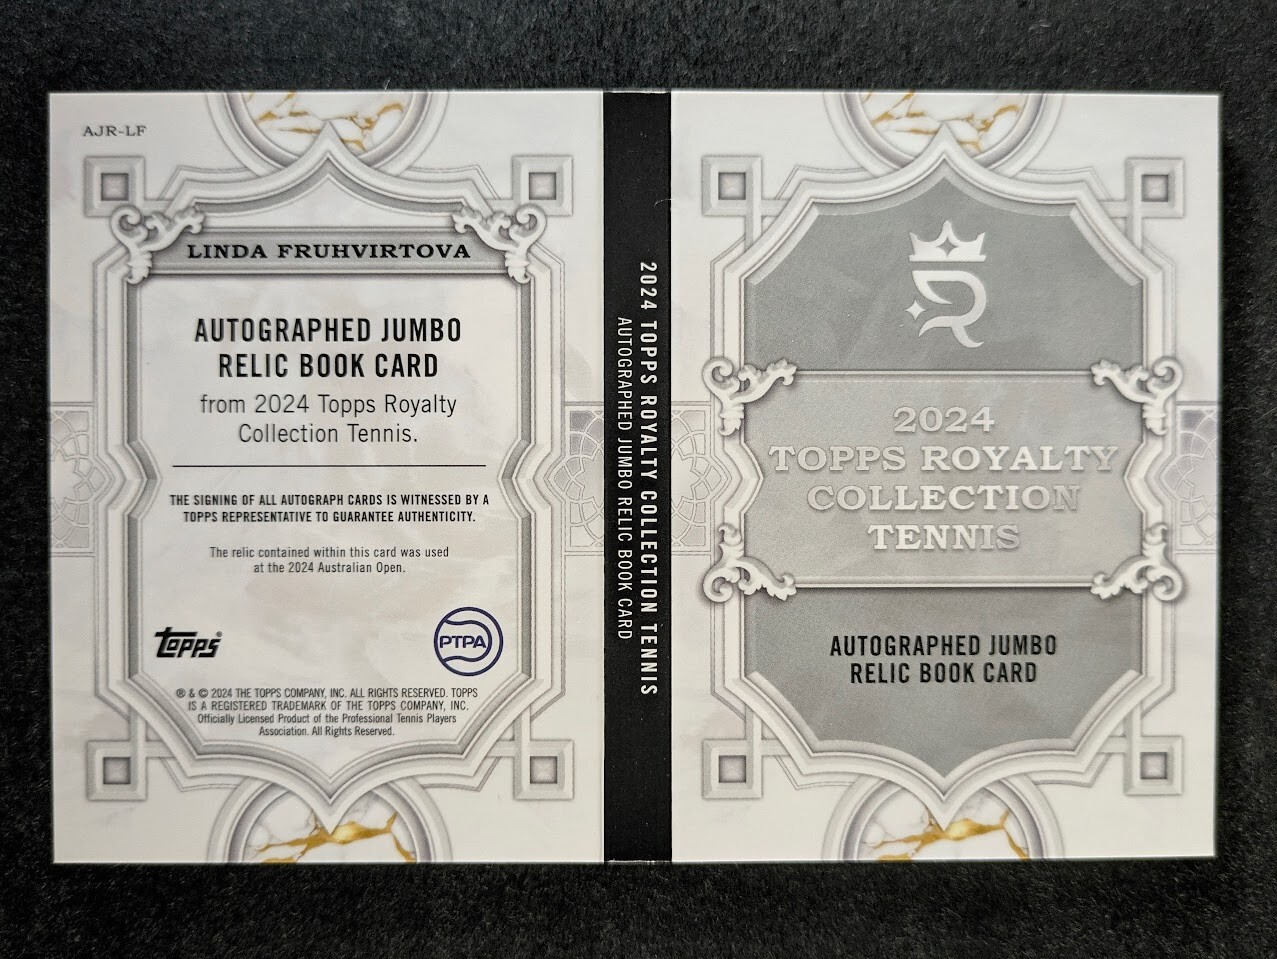 AJR-LF
LINDA FRUHVIRTOVA
AUTOGRAPHED JUMBO
RELIC BOOK CARD
from 2024 Topps Royalty
Collection Tennis.
THE SIGNING OF ALL AUTOGRAPH CARDS IS WITNESSED BY A
TOPPS REPRESENTATIVE TO GUARANTEE AUTHENTICITY.
The relic contained within this card was used
at the 2024 Australian Open.
topps®
PTPA
® & © 2024 THE TOPPS COMPANY, INC. ALL RIGHTS RESERVED. TOPPS
IS A REGISTERED TRADEMARK OF THE TOPPS COMPANY, INC.
Officially Licensed Product of the Professional Tennis Players
Association. All Rights Reserved.
2024 TOPPS ROYALTY COLLECTION TENNIS
AUTOGRAPHED JUMBO RELIC BOOK CARD
R
2024
TOPPS ROYALTY
COLLECTION
TENNIS
AUTOGRAPHED JUMBO
RELIC BOOK CARD